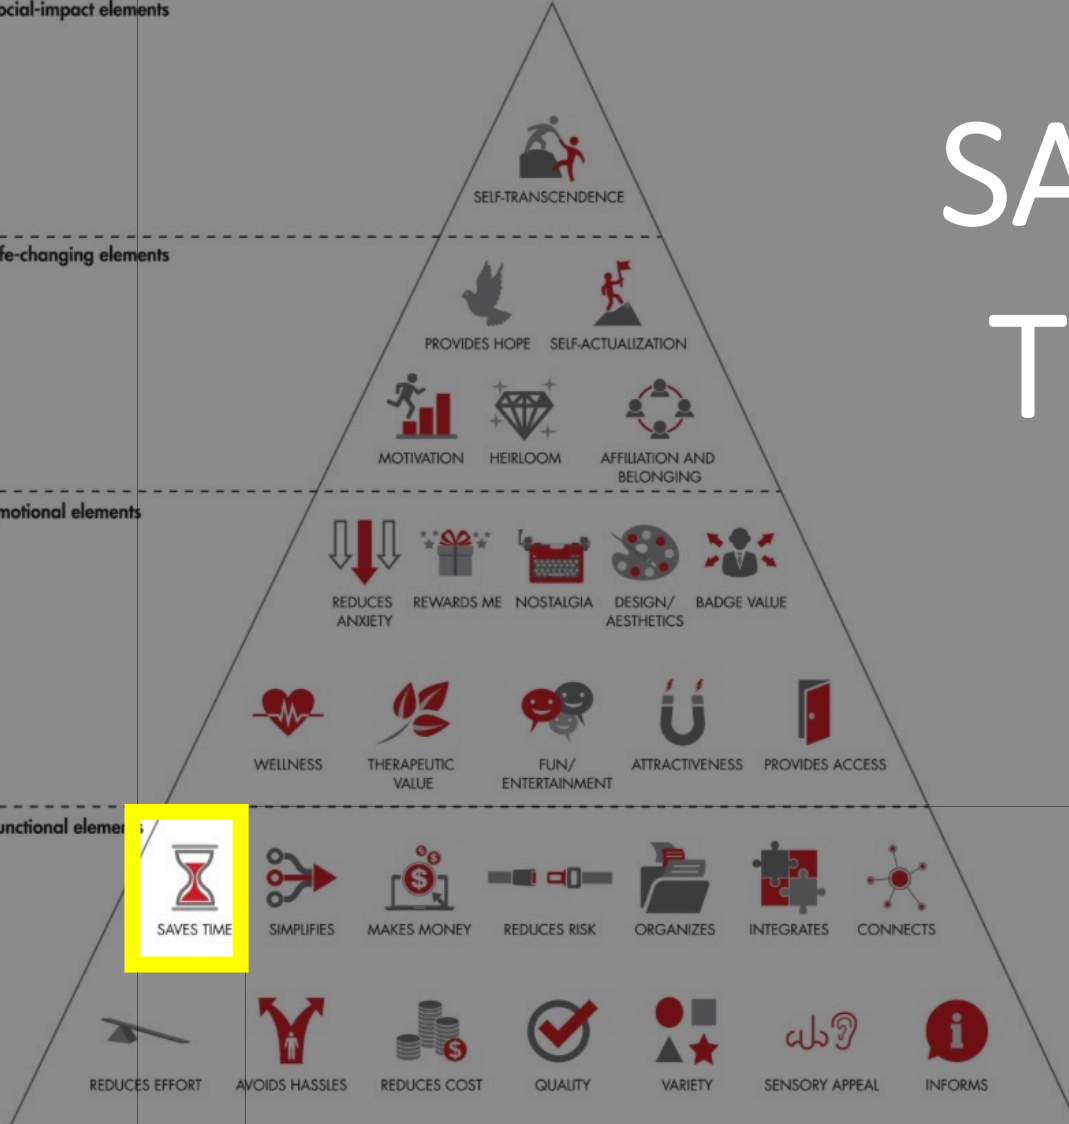 ocial-impact elements
SELF-TRANSCENDENCE
SA
T
fe-changing elements
PROVIDES HOPE SELF-ACTUALIZATION
MOTIVATION HEIRLOOM AFFILIATION AND
BELONGING
motional elements
REDUCES REWARDS ME NOSTALGIA DESIGN/ BADGE VALUE
ANXIETY AESTHETICS
WELLNESS THERAPEUTIC FUN/ ATTRACTIVENESS PROVIDES ACCESS
VALUE ENTERTAINMENT
unctional elements
SAVES TIME SIMPLIFIES MAKES MONEY REDUCES RISK ORGANIZES INTEGRATES CONNECTS
REDUCES EFFORT AVOIDS HASSLES REDUCES COST QUALITY VARIETY SENSORY APPEAL INFORMS